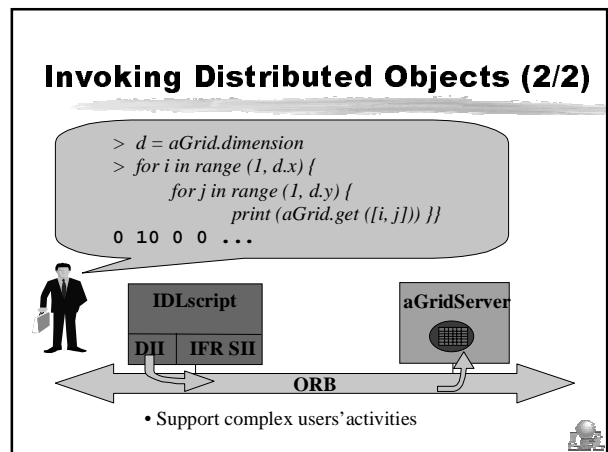 Invoking Distributed Objects (2/2)
> d = aGrid.dimension
> for i in range (1, d.x) {
for j in range (1, d.y) {
print (aGrid.get ([i, j])) }}
0 10 0 0 ...
IDLscript
aGridServer
DII IFR SII
ORB
• Support complex users'activities